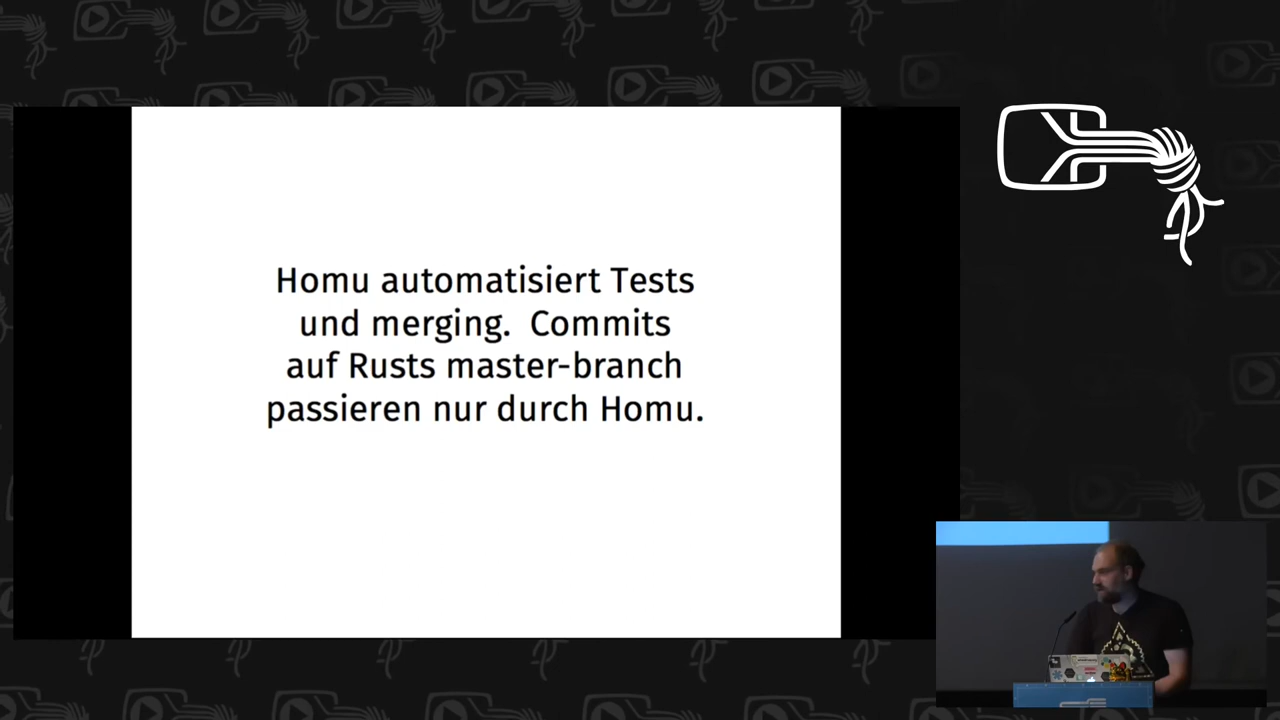 Homu automatisiert Tests
und merging. Commits
auf Rusts master-branch
passieren nur durch Homu.